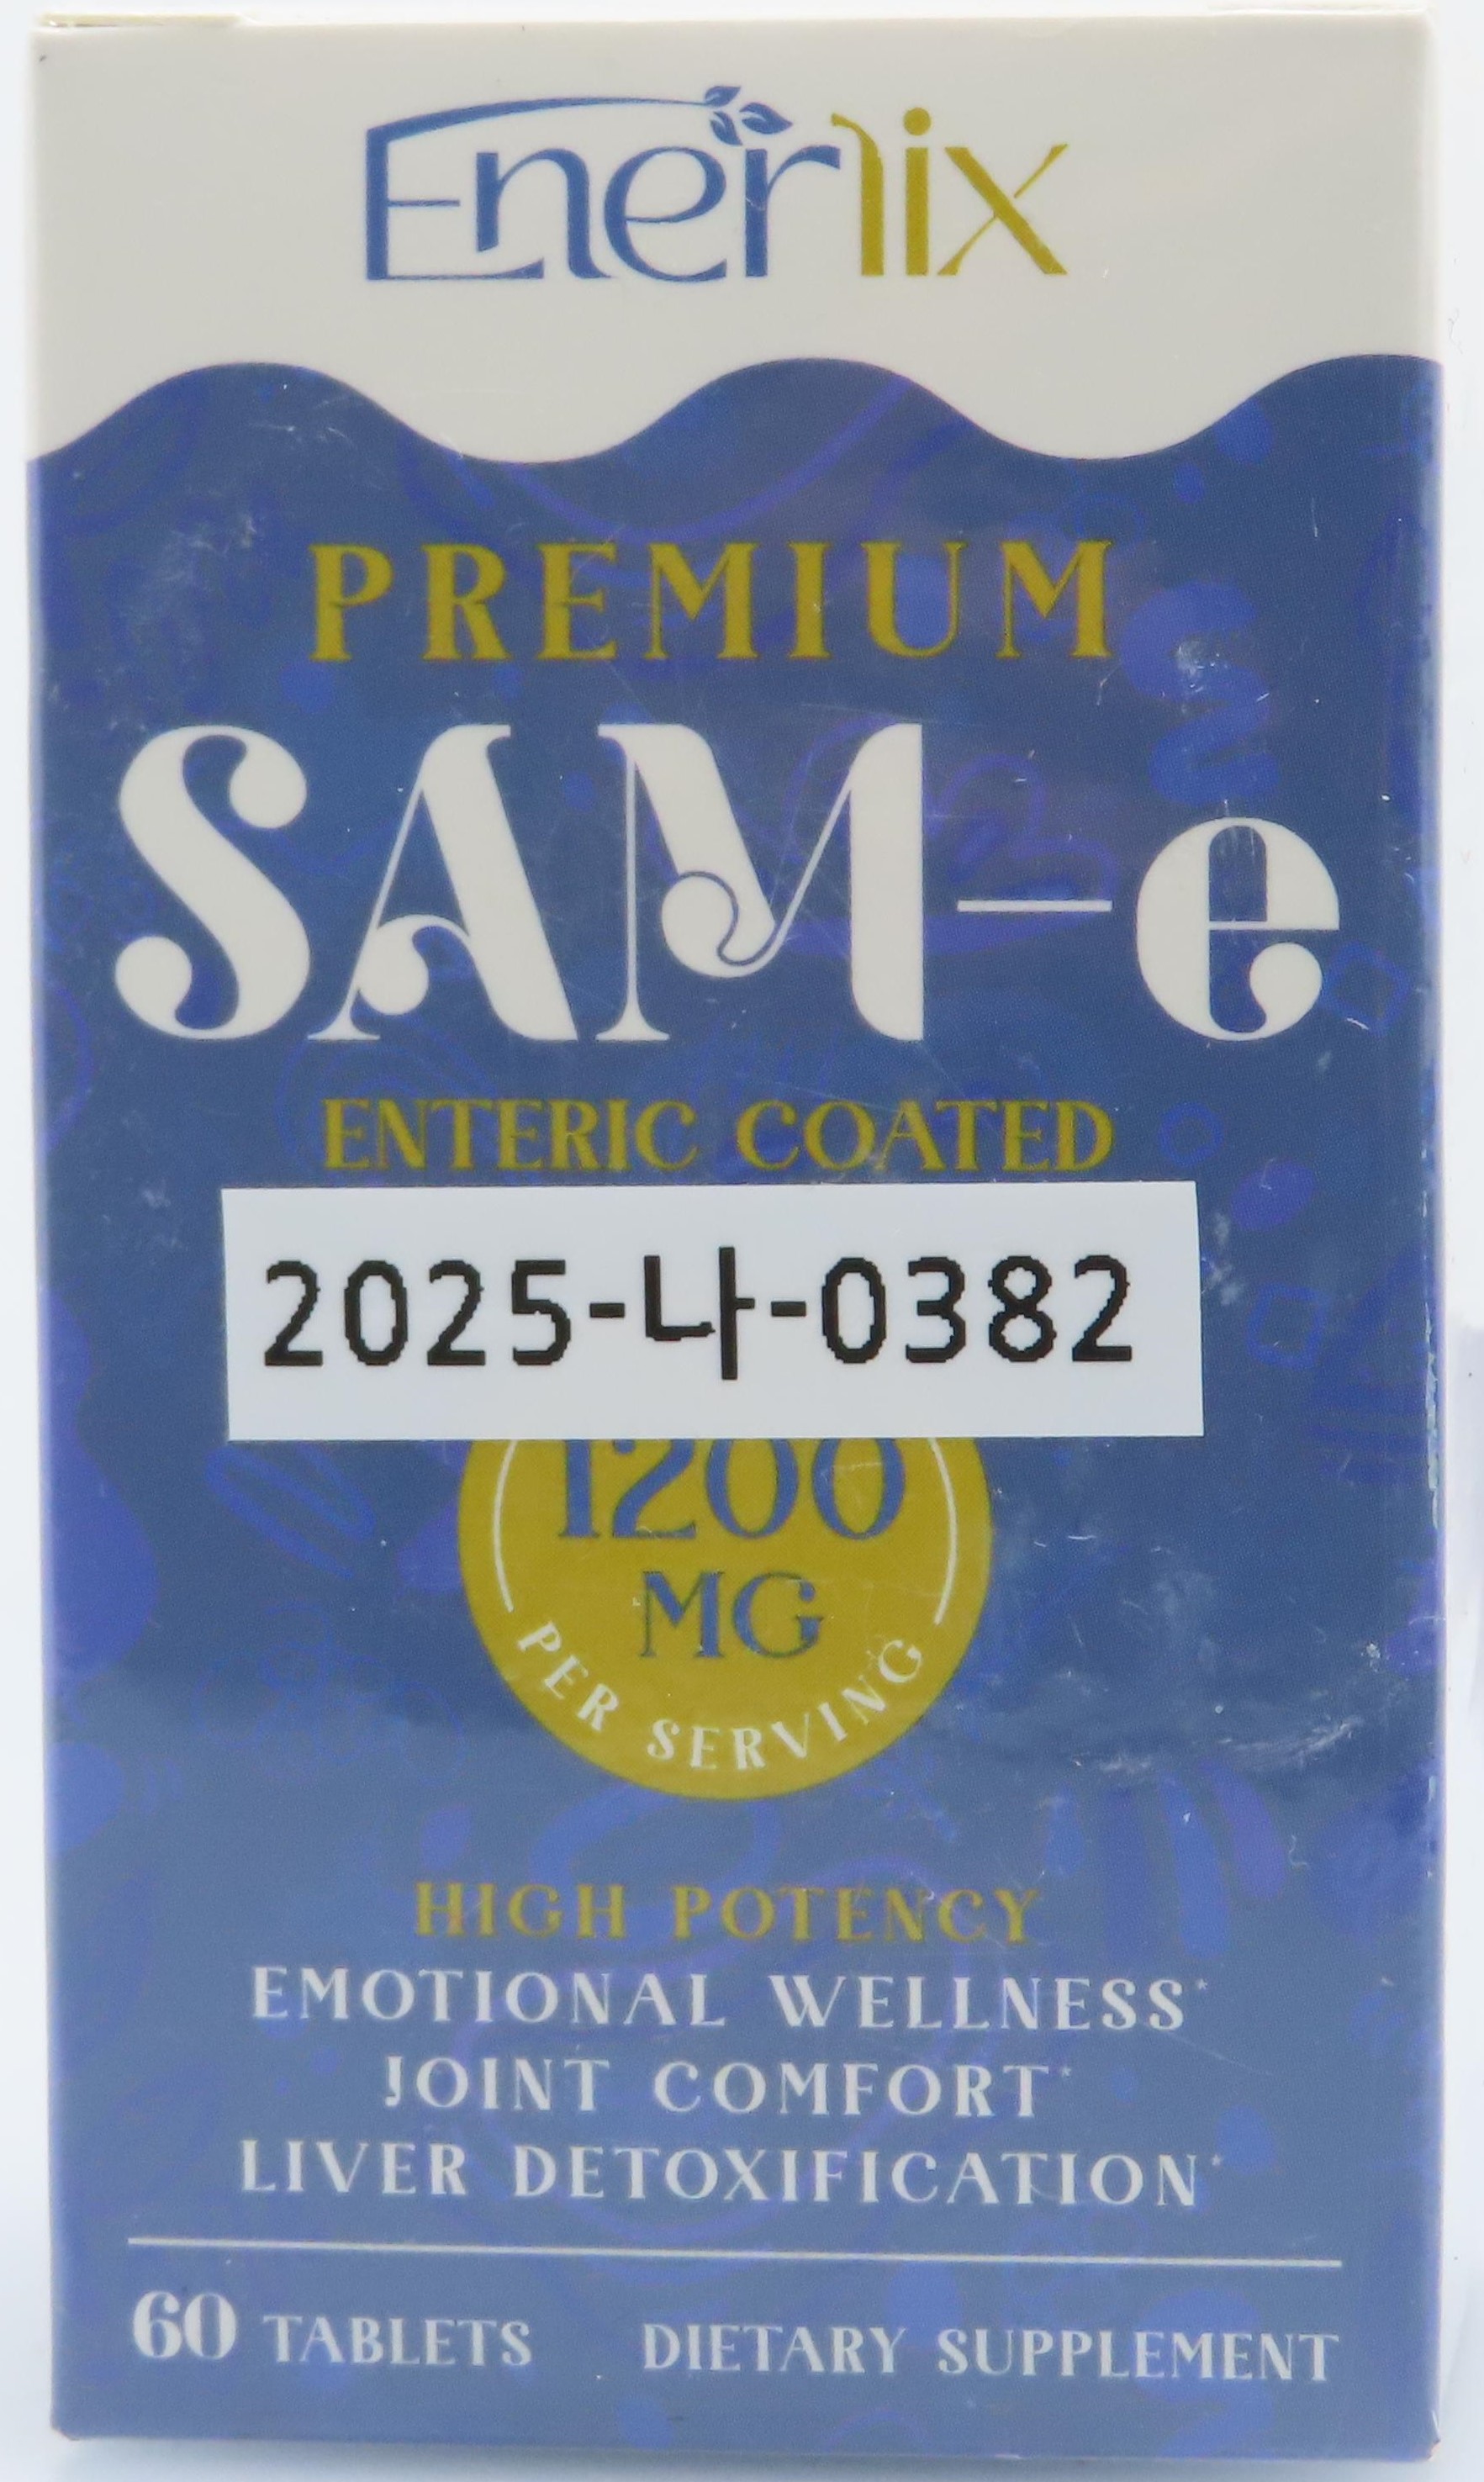 Enerlix
PREMIUM
SAM-e
ENTERIC COATED
2025-나-0382
1200
MG
PER SERVING
HIGH POTENCY
EMOTIONAL WELLNESS*
JOINT COMFORT*
LIVER DETOXIFICATION*
60 TABLETS DIETARY SUPPLEMENT